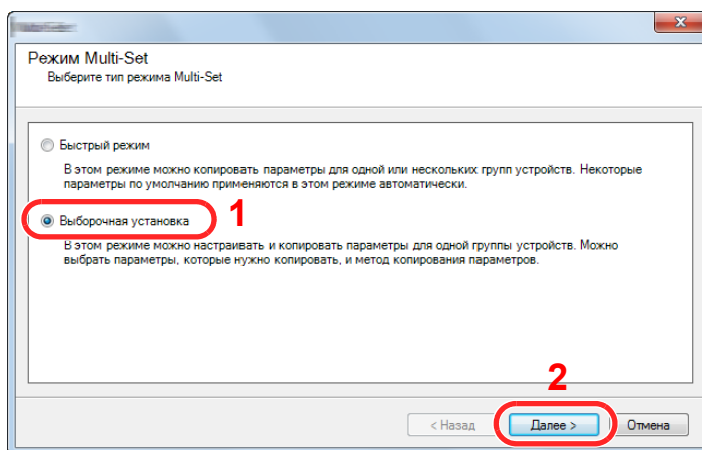 Режим Multi-Set
Выберите тип режима Multi-Set
Быстрый режим
В этом режиме можно копировать параметры для одной или нескольких групп устройств. Некоторые
параметры по умолчанию применяются в этом режиме автоматически.
Выборочная установка 1
В этом режиме можно настраивать и копировать параметры для одной группы устройств. Можно
выбрать параметры, которые нужно копировать, и метод копирования параметров.
2
< Назад Далее > Отмена